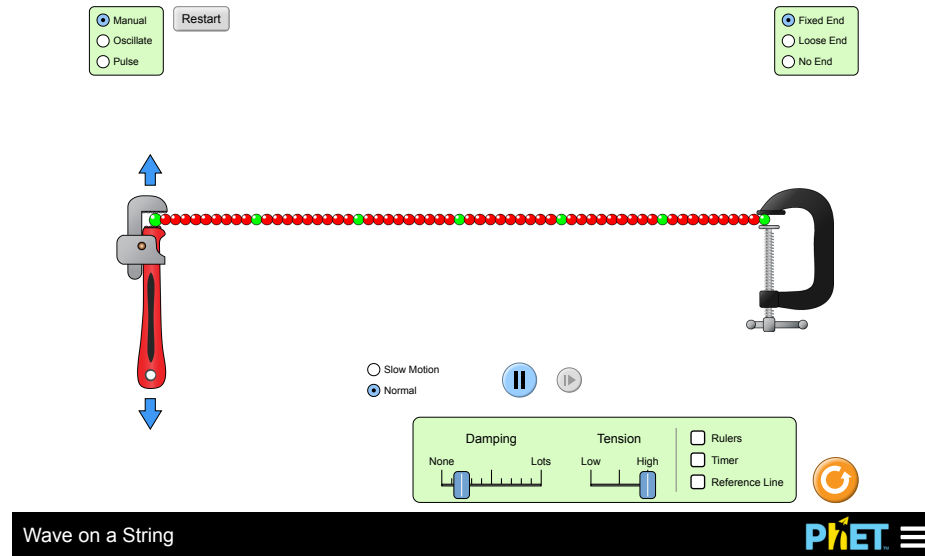 Manual
Oscillate
Pulse
Restart
Fixed End
Loose End
No End
Slow Motion
Normal
Damping
None
Lots
Tension
Low
High
Rulers
Timer
Reference Line
Wave on a String
PhET